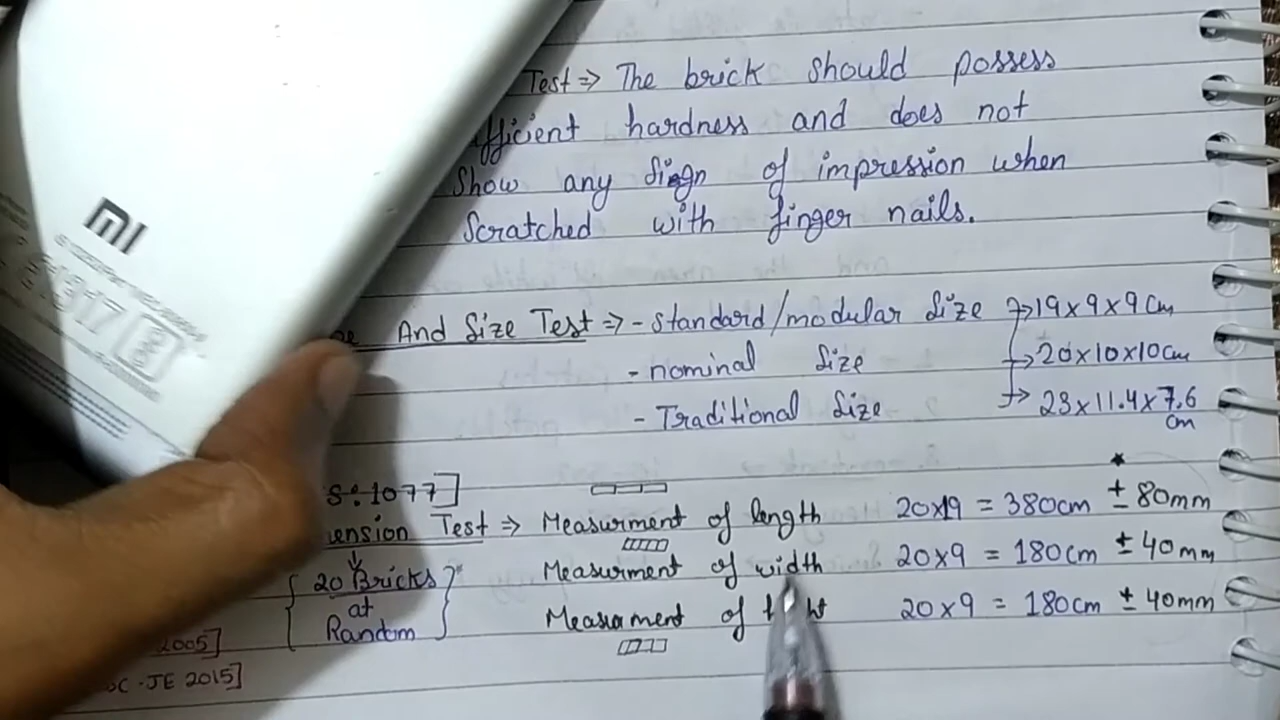 Test ⇒ The brick should possess
fficient hardness and does not
Show any Sign of impression when
Scratched with finger nails.
And Size Test ⇒ - Standard/modular Size → 19 x 9 x 9 Cm
- nominal Size → 20 x 10 x 10 cm
- Traditional Size → 23 x 11.4 x 7.6
cm
S:1077]
ension Test ⇒ Measurment of length 20x19 = 380cm ± 80mm
20 Bricks
at
Random
Measurment of width 20x9 = 180cm ± 40mm
Measurment of 20x9 = 180cm ± 40mm
2005]
C - JE 2015]
MI